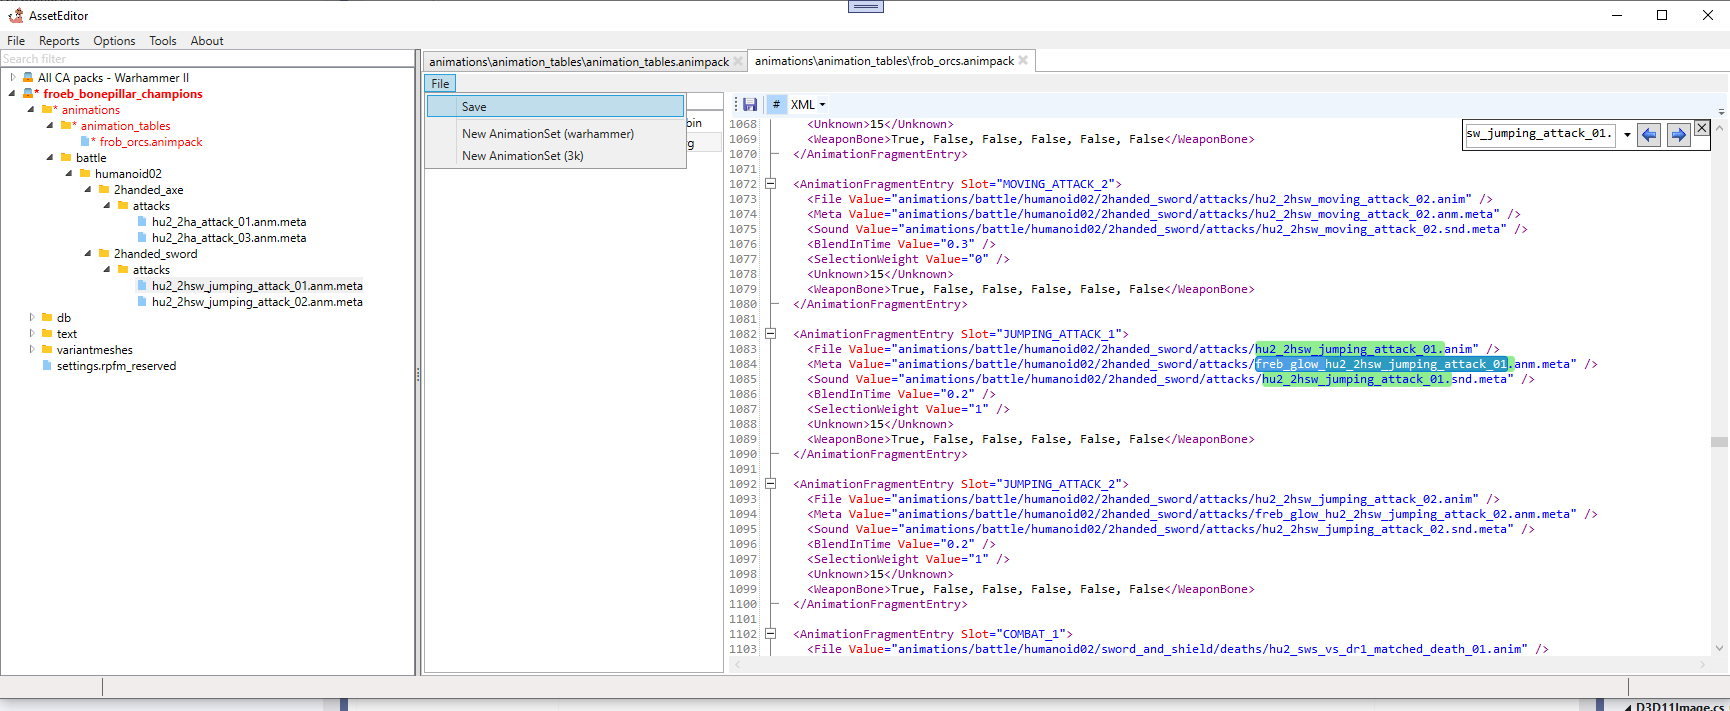 AssetEditor
File Reports Options Tools About
Search filter
All CA packs - Warhammer II
* froeb_bonepillar_champions
* animations
* animation_tables
* frob_orcs.animpack
battle
humanoid02
2handed_axe
attacks
hu2_2ha_attack_01.anm.meta
hu2_2ha_attack_03.anm.meta
2handed_sword
attacks
hu2_2hsw_jumping_attack_01.anm.meta
hu2_2hsw_jumping_attack_02.anm.meta
db
text
variantmeshes
settings.rpfm_reserved
animations\animation_tables\animation_tables.animpack
animations\animation_tables\frob_orcs.animpack
File
Save
New AnimationSet (warhammer)
New AnimationSet (3k)
bin
g
# XML
sw_jumping_attack_01.
1068 <Unknown>15</Unknown>
1069 <WeaponBone>True, False, False, False, False, False</WeaponBone>
1070 </AnimationFragmentEntry>
1071
1072 <AnimationFragmentEntry Slot="MOVING_ATTACK_2">
1073 <File Value="animations/battle/humanoid02/2handed_sword/attacks/hu2_2hsw_moving_attack_02.anim" />
1074 <Meta Value="animations/battle/humanoid02/2handed_sword/attacks/hu2_2hsw_moving_attack_02.anm.meta" />
1075 <Sound Value="animations/battle/humanoid02/2handed_sword/attacks/hu2_2hsw_moving_attack_02.snd.meta" />
1076 <BlendInTime Value="0.3" />
1077 <SelectionWeight Value="0" />
1078 <Unknown>15</Unknown>
1079 <WeaponBone>True, False, False, False, False, False</WeaponBone>
1080 </AnimationFragmentEntry>
1081
1082 <AnimationFragmentEntry Slot="JUMPING_ATTACK_1">
1083 <File Value="animations/battle/humanoid02/2handed_sword/attacks/hu2_2hsw_jumping_attack_01.anim" />
1084 <Meta Value="animations/battle/humanoid02/2handed_sword/attacks/freb_glow_hu2_2hsw_jumping_attack_01.anm.meta" />
1085 <Sound Value="animations/battle/humanoid02/2handed_sword/attacks/hu2_2hsw_jumping_attack_01.snd.meta" />
1086 <BlendInTime Value="0.2" />
1087 <SelectionWeight Value="1" />
1088 <Unknown>15</Unknown>
1089 <WeaponBone>True, False, False, False, False, False</WeaponBone>
1090 </AnimationFragmentEntry>
1091
1092 <AnimationFragmentEntry Slot="JUMPING_ATTACK_2">
1093 <File Value="animations/battle/humanoid02/2handed_sword/attacks/hu2_2hsw_jumping_attack_02.anim" />
1094 <Meta Value="animations/battle/humanoid02/2handed_sword/attacks/freb_glow_hu2_2hsw_jumping_attack_02.anm.meta" />
1095 <Sound Value="animations/battle/humanoid02/2handed_sword/attacks/hu2_2hsw_jumping_attack_02.snd.meta" />
1096 <BlendInTime Value="0.2" />
1097 <SelectionWeight Value="1" />
1098 <Unknown>15</Unknown>
1099 <WeaponBone>True, False, False, False, False, False</WeaponBone>
1100 </AnimationFragmentEntry>
1101
1102 <AnimationFragmentEntry Slot="COMBAT_1">
1103 <File Value="animations/battle/humanoid02/sword_and_shield/deaths/hu2_sws_vs_dr1_matched_death_01.anim" />
D3D11Image.cs